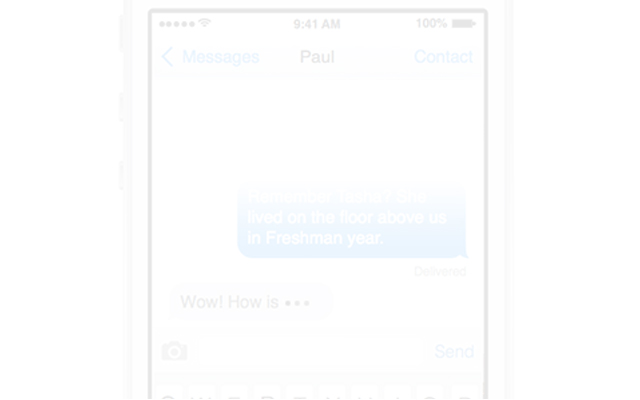 9:41 AM
100%
Messages
Paul
Contact
lived on the floor above us
in Freshman year.
Delivered
Wow! How is •••
Send